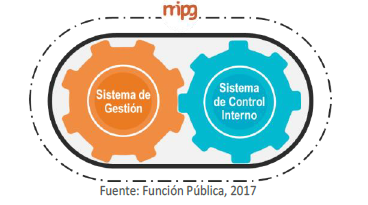 mipg
Sistema de
Gestión
Sistema
de Control
Interno
Fuente: Función Pública, 2017